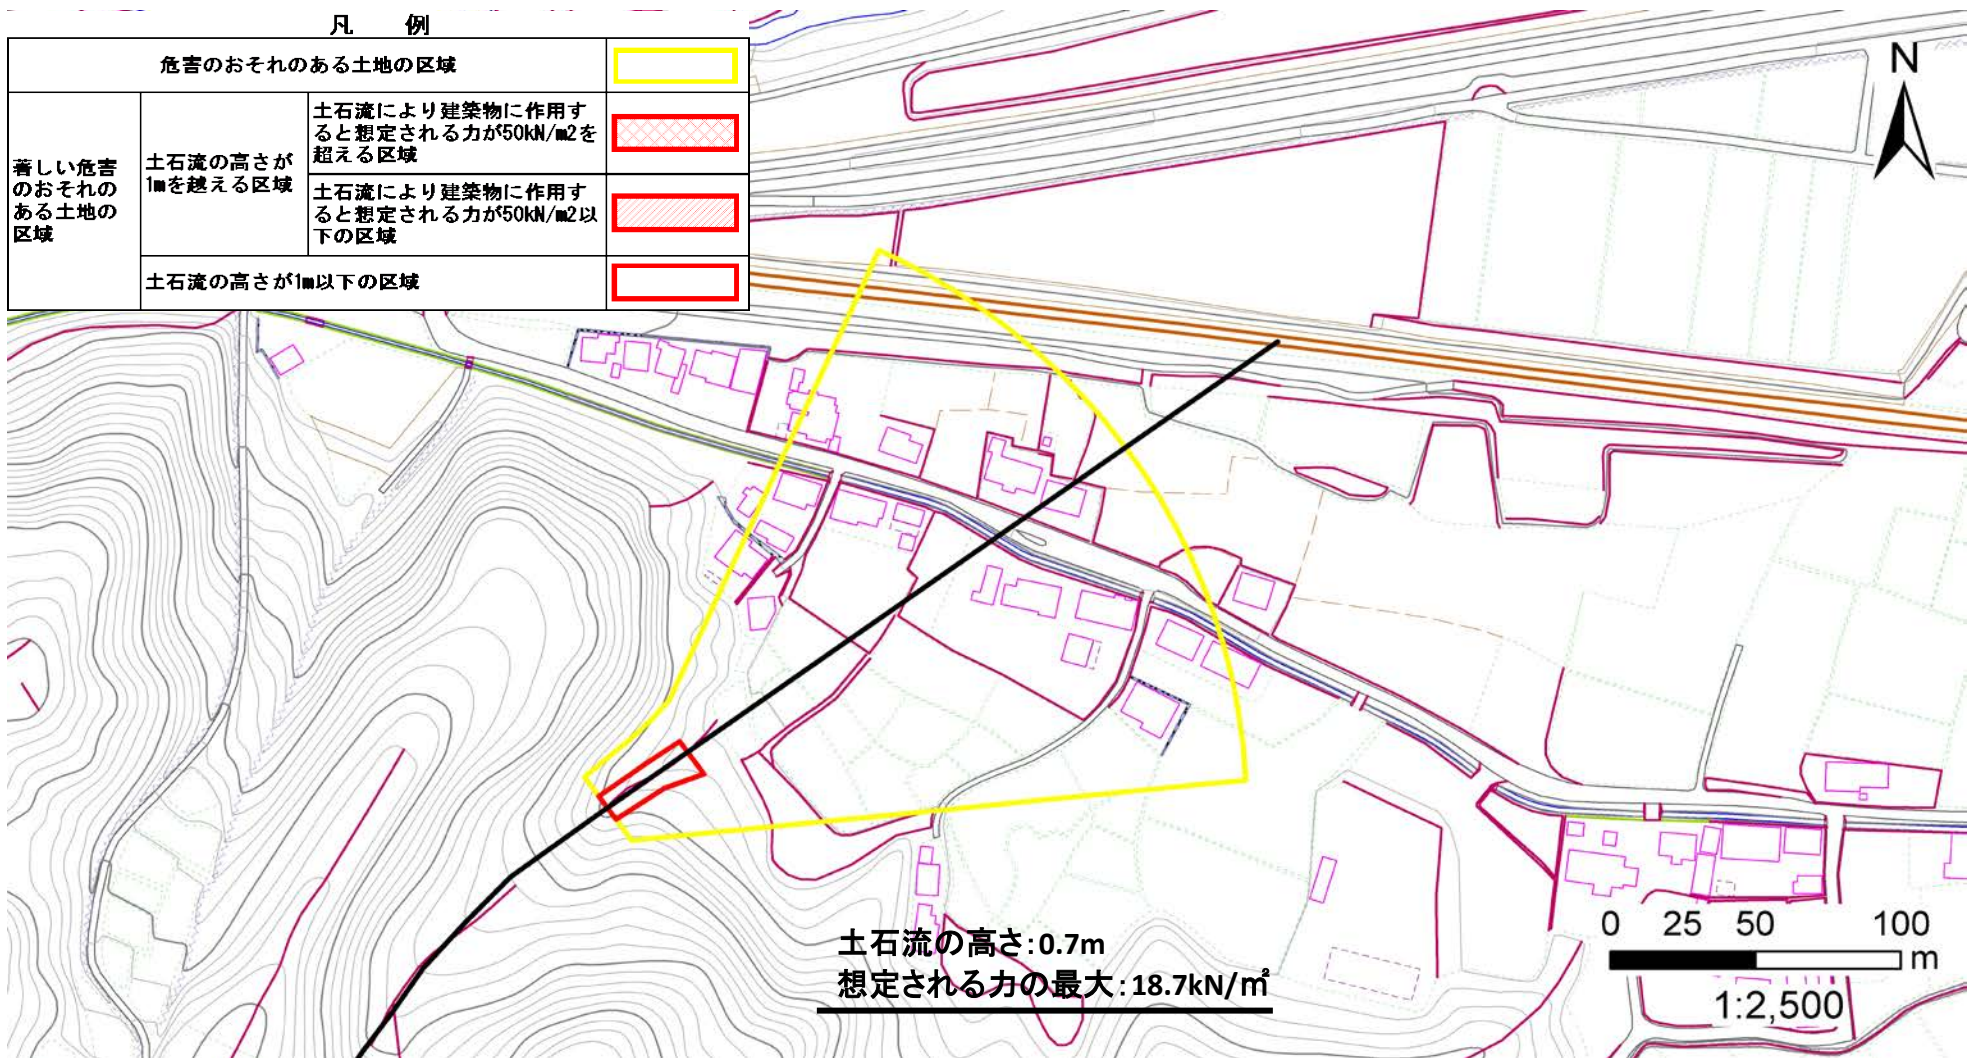 凡　例
危害のおそれのある土地の区域
著しい危害
のおそれの
ある土地の
区域
土石流の高さが
1mを越える区域
土石流により建築物に作用す
ると想定される力が50kN/m2を
超える区域
土石流により建築物に作用す
ると想定される力が50kN/m2以
下の区域
土石流の高さが1m以下の区域
N
土石流の高さ:0.7m
想定される力の最大:18.7kN/㎡
0 25 50 100
m
1:2,500